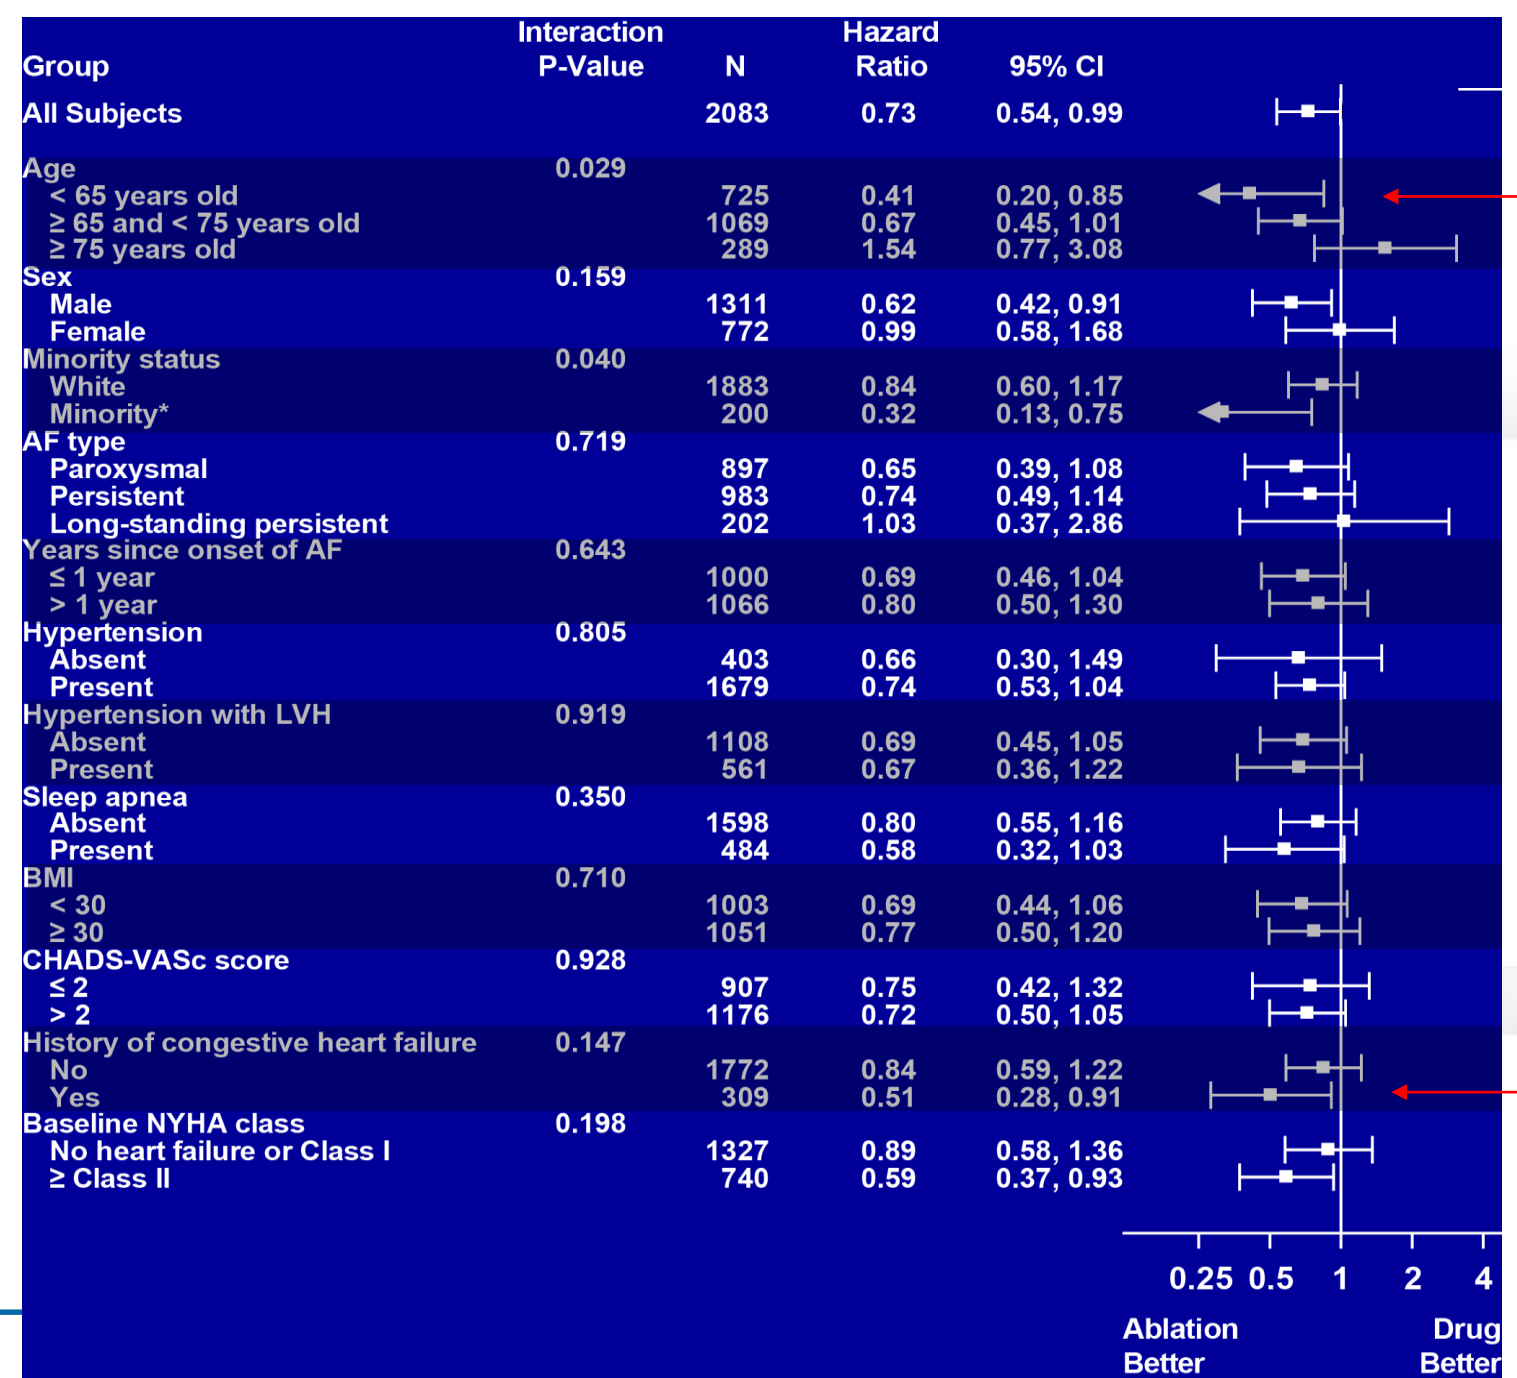 Interaction Hazard
Group P-Value N Ratio 95% CI
All Subjects 2083 0.73 0.54, 0.99
Age 0.029
< 65 years old 725 0.41 0.20, 0.85
≥ 65 and < 75 years old 1069 0.67 0.45, 1.01
≥ 75 years old 289 1.54 0.77, 3.08
Sex 0.159
Male 1311 0.62 0.42, 0.91
Female 772 0.99 0.58, 1.68
Minority status 0.040
White 1883 0.84 0.60, 1.17
Minority* 200 0.32 0.13, 0.75
AF type 0.719
Paroxysmal 897 0.65 0.39, 1.08
Persistent 983 0.74 0.49, 1.14
Long-standing persistent 202 1.03 0.37, 2.86
Years since onset of AF 0.643
≤ 1 year 1000 0.69 0.46, 1.04
> 1 year 1066 0.80 0.50, 1.30
Hypertension 0.805
Absent 403 0.66 0.30, 1.49
Present 1679 0.74 0.53, 1.04
Hypertension with LVH 0.919
Absent 1108 0.69 0.45, 1.05
Present 561 0.67 0.36, 1.22
Sleep apnea 0.350
Absent 1598 0.80 0.55, 1.16
Present 484 0.58 0.32, 1.03
BMI 0.710
< 30 1003 0.69 0.44, 1.06
≥ 30 1051 0.77 0.50, 1.20
CHADS-VASc score 0.928
≤ 2 907 0.75 0.42, 1.32
> 2 1176 0.72 0.50, 1.05
History of congestive heart failure 0.147
No 1772 0.84 0.59, 1.22
Yes 309 0.51 0.28, 0.91
Baseline NYHA class 0.198
No heart failure or Class I 1327 0.89 0.58, 1.36
≥ Class II 740 0.59 0.37, 0.93
0.25 0.5 1 2 4
Ablation Drug
Better Better